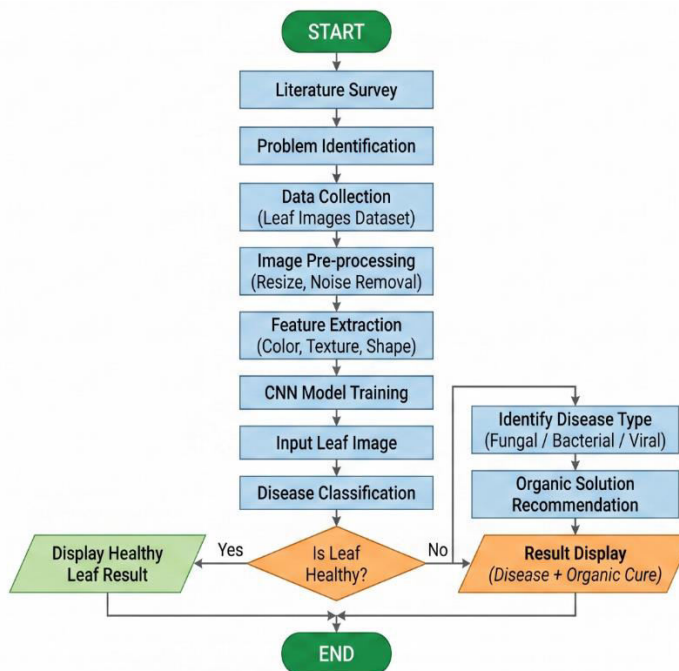 START
Literature Survey
Problem Identification
Data Collection
(Leaf Images Dataset)
Image Pre-processing
(Resize, Noise Removal)
Feature Extraction
(Color, Texture, Shape)
CNN Model Training
Input Leaf Image
Disease Classification
Is Leaf
Healthy?
Yes
Display Healthy
Leaf Result
No
Identify Disease Type
(Fungal / Bacterial / Viral)
Organic Solution
Recommendation
Result Display
(Disease + Organic Cure)
END